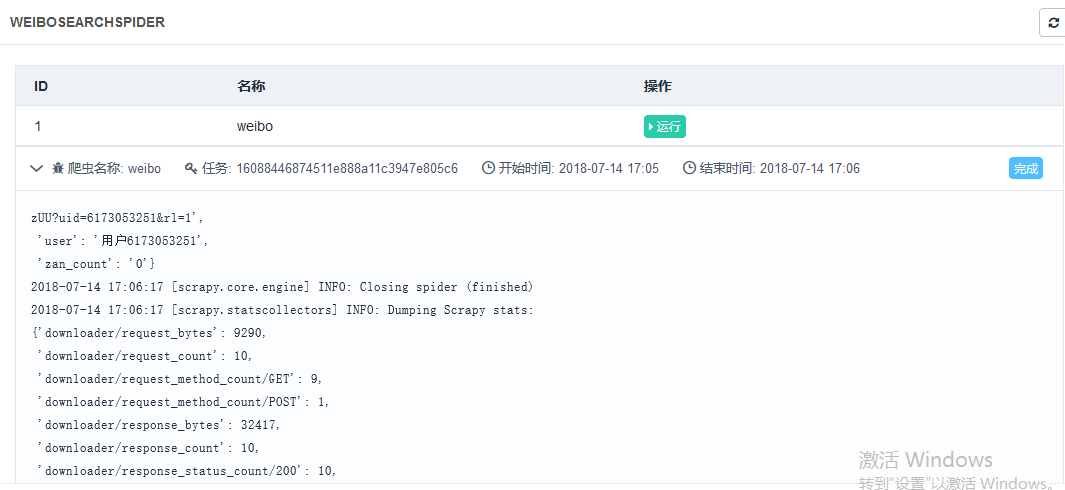 WEIBOSEARCHSPIDER
ID 名称 操作
1 weibo 运行
爬虫名称: weibo 任务: 16088446874511e888a11c3947e805c6 开始时间: 2018-07-14 17:05 结束时间: 2018-07-14 17:06 完成
zUU?uid=6173053251&rl=1',
'user': '用户6173053251',
'zan_count': '0'}
2018-07-14 17:06:17 [scrapy.core.engine] INFO: Closing spider (finished)
2018-07-14 17:06:17 [scrapy.statscollectors] INFO: Dumping Scrapy stats:
{'downloader/request_bytes': 9290,
'downloader/request_count': 10,
'downloader/request_method_count/GET': 9,
'downloader/request_method_count/POST': 1,
'downloader/response_bytes': 32417,
'downloader/response_count': 10,
'downloader/response_status_count/200': 10,
激活 Windows
转到"设置"以激活 Windows。